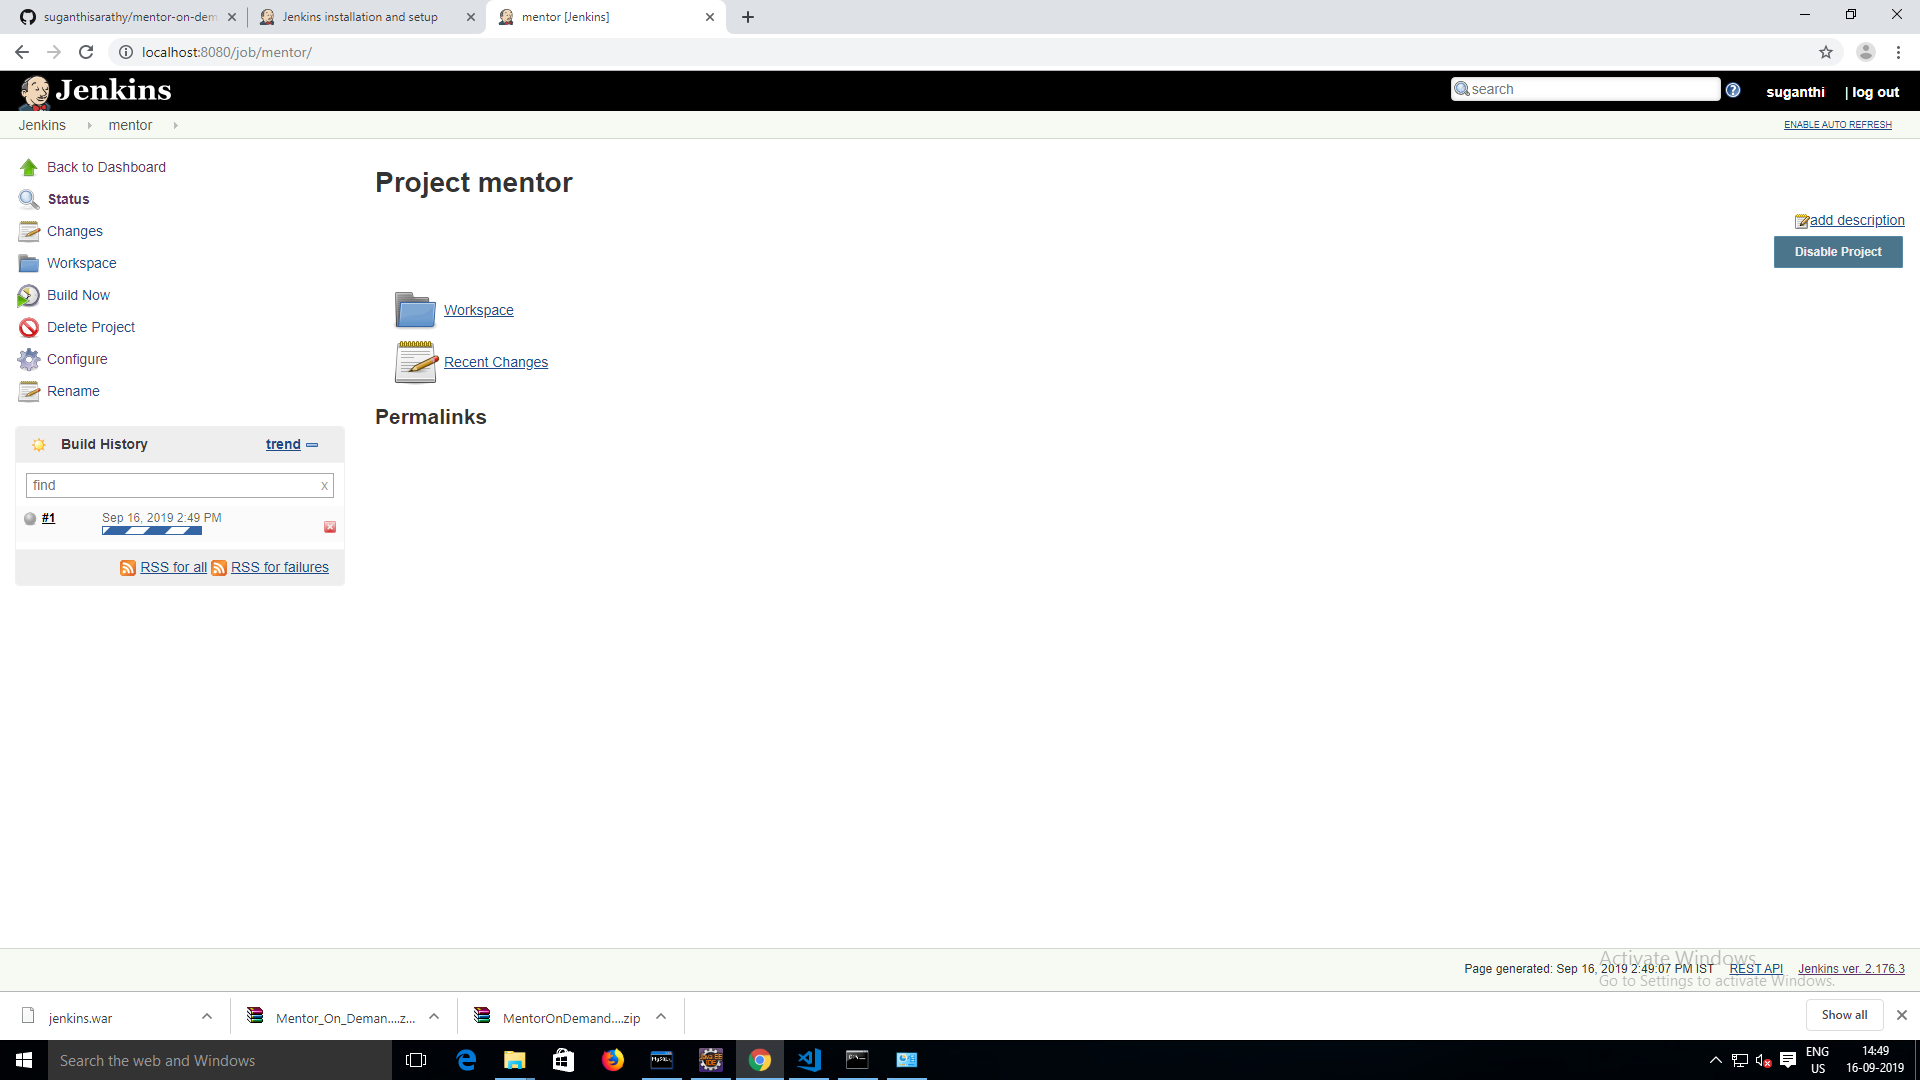 suganthisarathy/mentor-on-dem
Jenkins installation and setup
mentor [Jenkins]
localhost:8080/job/mentor/
Jenkins
search
suganthi
| log out
Jenkins
mentor
ENABLE AUTO REFRESH
Back to Dashboard
Status
Changes
Workspace
Build Now
Delete Project
Configure
Rename
Project mentor
add description
Disable Project
Workspace
Recent Changes
Permalinks
Build History
trend
find
x
#1
Sep 16, 2019 2:49 PM
RSS for all
RSS for failures
Activate Windows
Go to Settings to activate Windows.
Page generated: Sep 16, 2019 2:49:07 PM IST
REST API
Jenkins ver. 2.176.3
jenkins.war
Mentor_On_Deman....z...
MentorOnDemand....zip
Show all
Search the web and Windows
ENG
US
14:49
16-09-2019